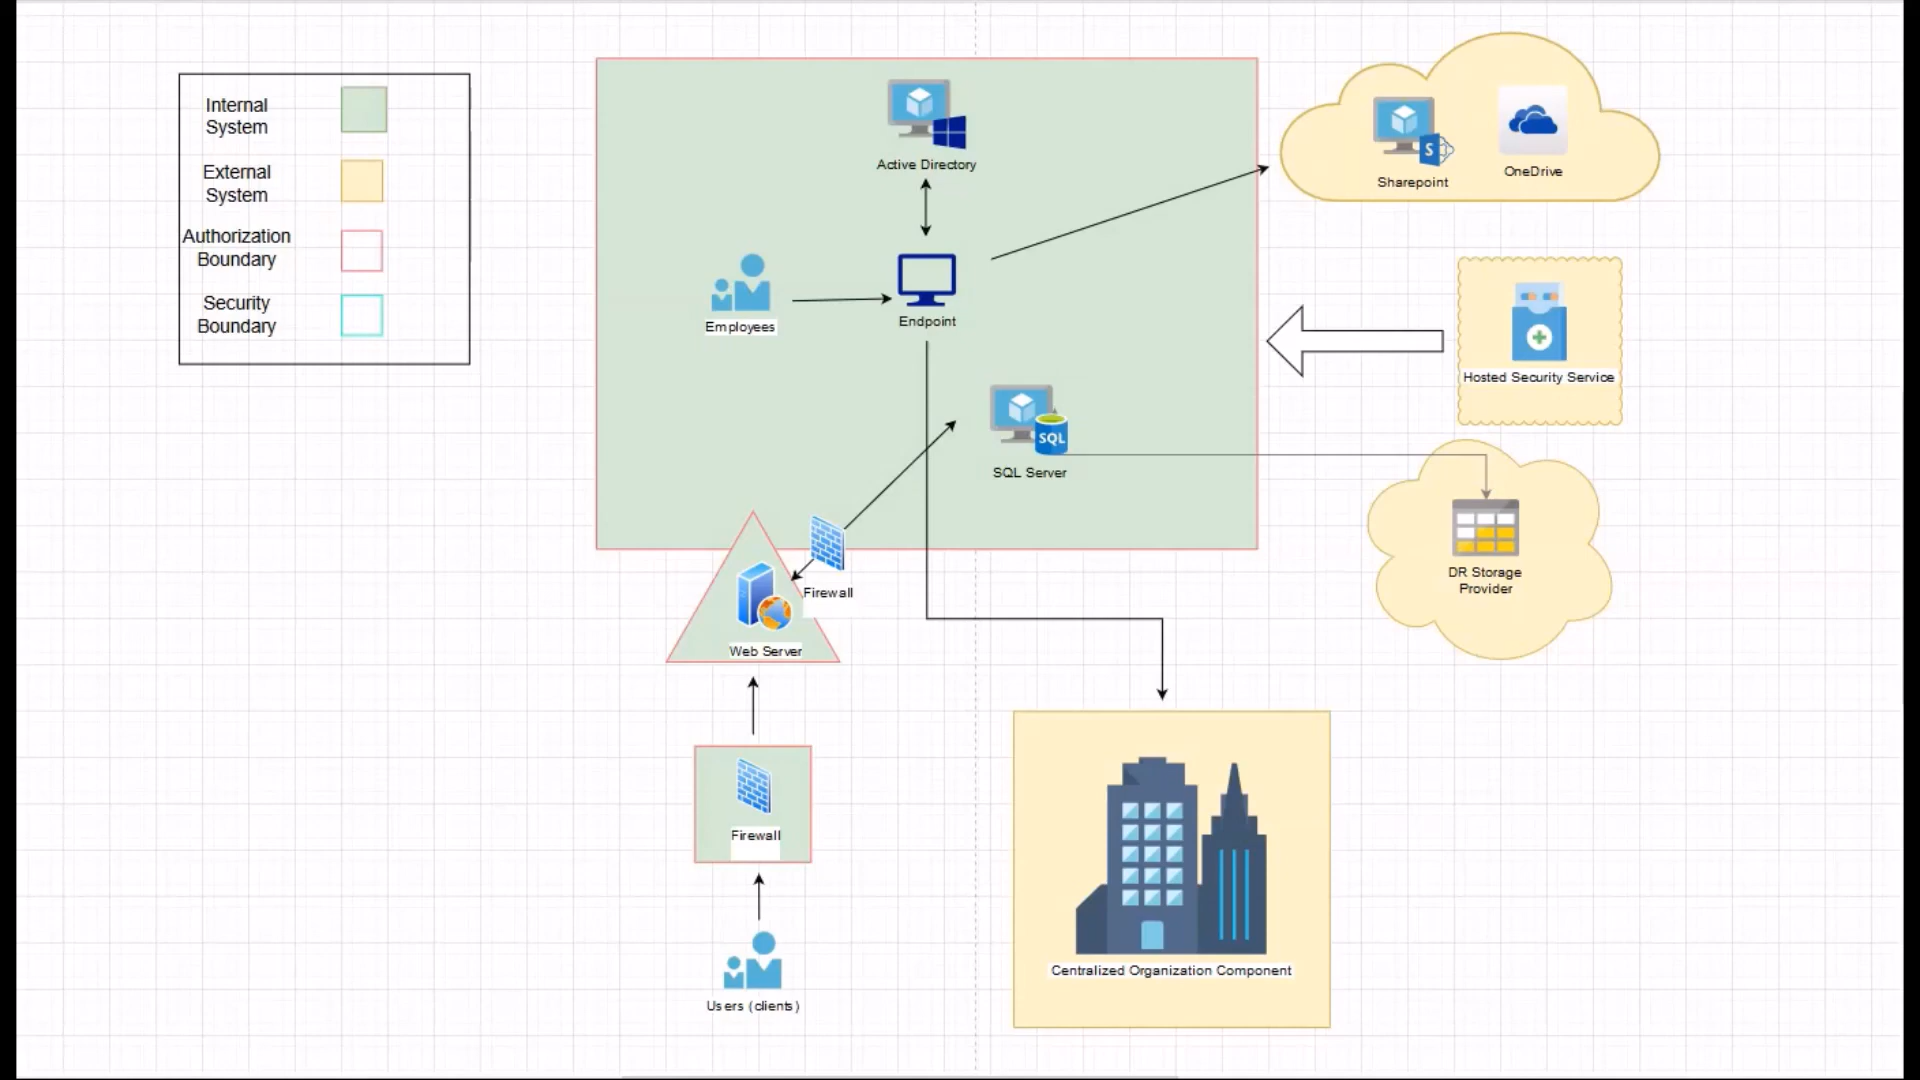 Internal
System
External
System
Authorization
Boundary
Security
Boundary
Active Directory
Sharepoint
OneDrive
Employees
Endpoint
Hosted Security Service
SQL
SQL Server
DR Storage
Provider
Firewall
Web Server
Firewall
Centralized Organization Component
Users (clients)
S